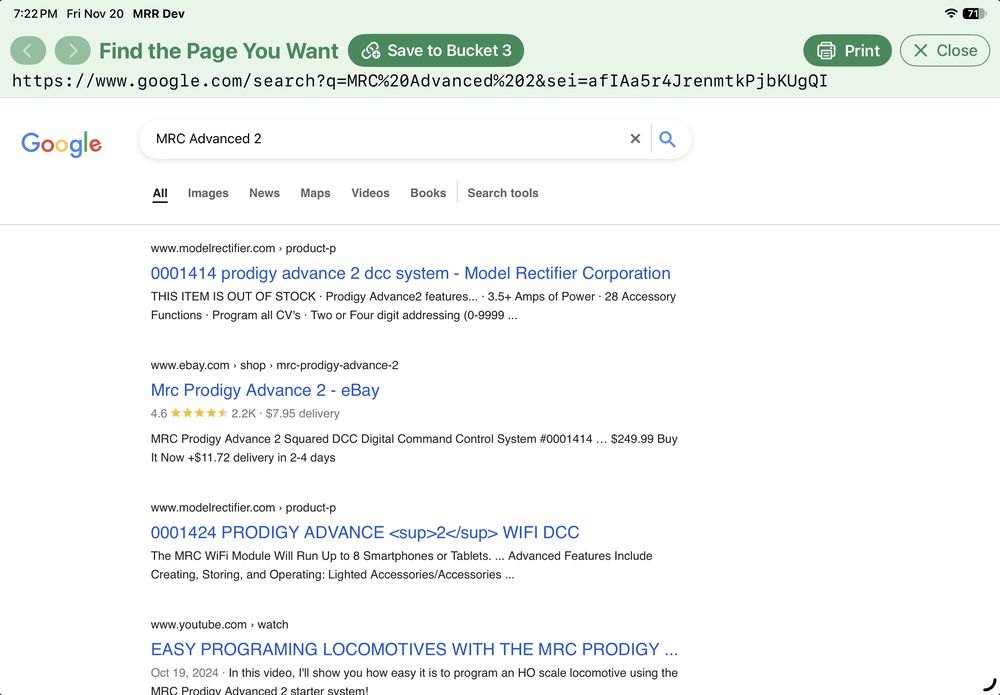 7:22 PM Fri Nov 20 MRR Dev
71
Find the Page You Want
Save to Bucket 3
Print
Close
https://www.google.com/search?q=MRC%20Advanced%202&sei=afIAa5r4JrenmtkPjbKUgQI
Google
MRC Advanced 2
All Images News Maps Videos Books Search tools
www.modelrectifier.com › product-p
0001414 prodigy advance 2 dcc system - Model Rectifier Corporation
THIS ITEM IS OUT OF STOCK · Prodigy Advance2 features... · 3.5+ Amps of Power · 28 Accessory
Functions · Program all CV's · Two or Four digit addressing (0-9999 ...
www.ebay.com › shop › mrc-prodigy-advance-2
Mrc Prodigy Advance 2 - eBay
4.6 2.2K · $7.95 delivery
MRC Prodigy Advance 2 Squared DCC Digital Command Control System #0001414 ... $249.99 Buy
It Now +$11.72 delivery in 2-4 days
www.modelrectifier.com › product-p
0001424 PRODIGY ADVANCE <sup>2</sup> WIFI DCC
The MRC WiFi Module Will Run Up to 8 Smartphones or Tablets. ... Advanced Features Include
Creating, Storing, and Operating: Lighted Accessories/Accessories ...
www.youtube.com › watch
EASY PROGRAMING LOCOMOTIVES WITH THE MRC PRODIGY ...
Oct 19, 2024 · In this video, I'll show you how easy it is to program an HO scale locomotive using the
MRC Prodigy Advanced 2 starter system!